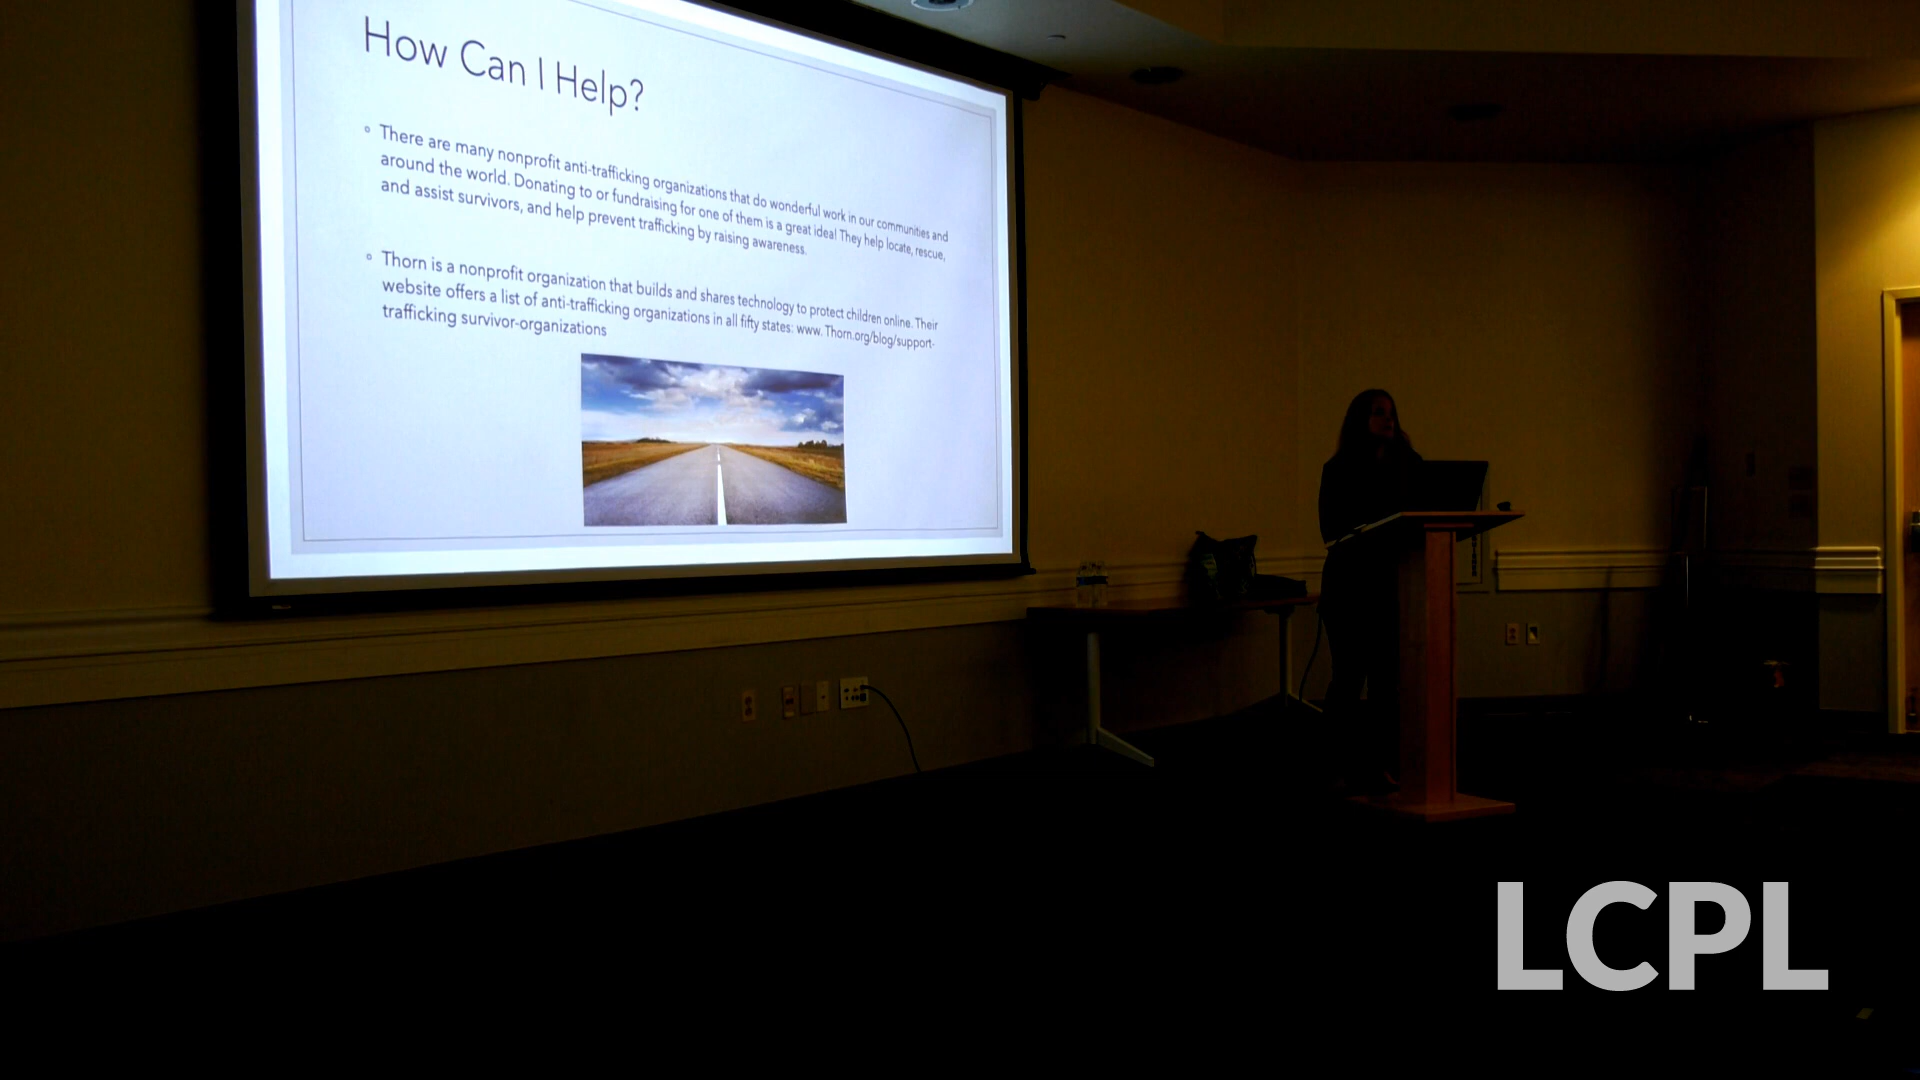 How Can I Help?
There are many nonprofit anti-trafficking organizations that do wonderful work in our communities and
around the world. Donating to or fundraising for one of them is a great idea! They help locate, rescue,
and assist survivors, and help prevent trafficking by raising awareness.
Thorn is a nonprofit organization that builds and shares technology to protect children online. Their
website offers a list of anti-trafficking organizations in all fifty states: www. Thorn.org/blog/support-
trafficking survivor-organizations
LCPL